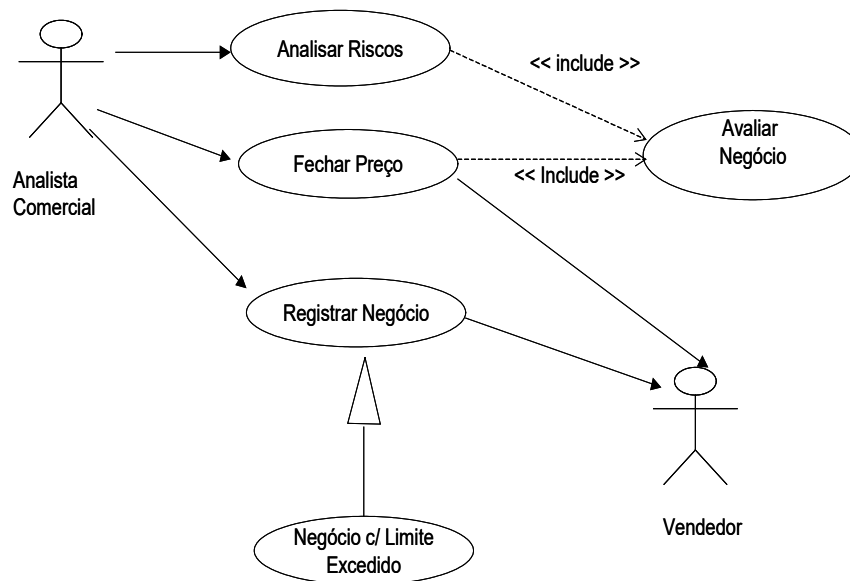 Analisar Riscos
<< include >>
Avaliar
Negócio
Fechar Preço
<< Include >>
Analista
Comercial
Registrar Negócio
Negócio c/ Limite
Excedido
Vendedor